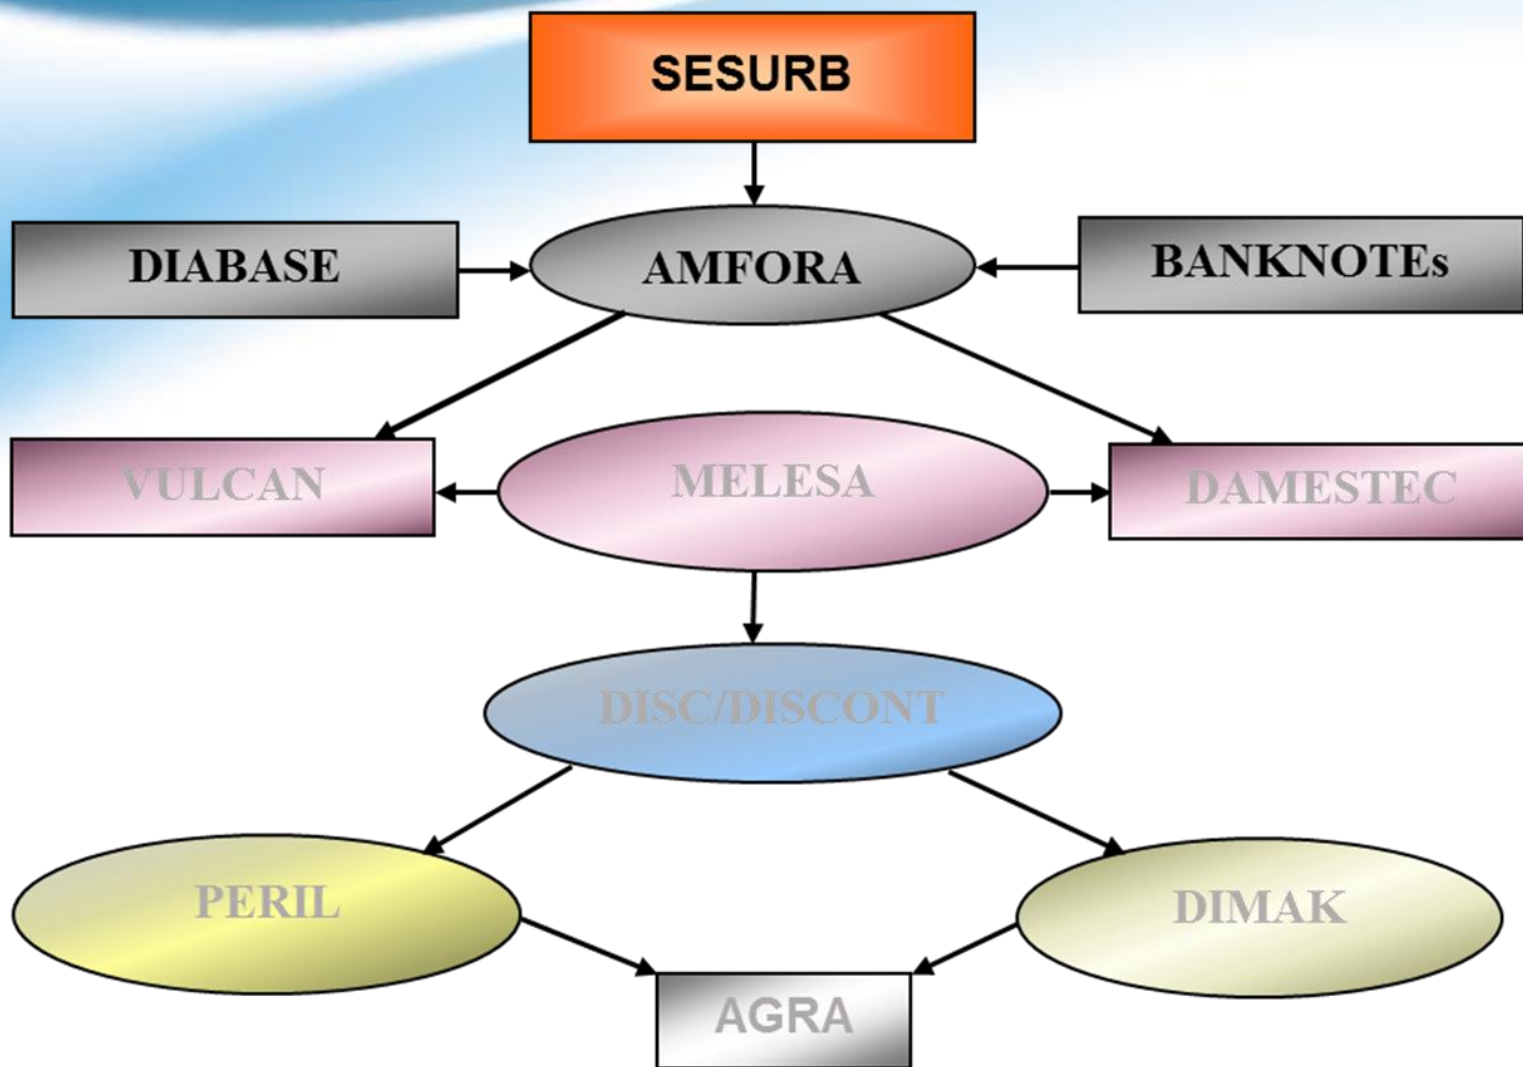 SESURB
DIABASE
AMFORA
BANKNOTEs
VULCAN
MELESA
DAMESTEC
DISC/DISCONT
PERIL
DIMAK
AGRA